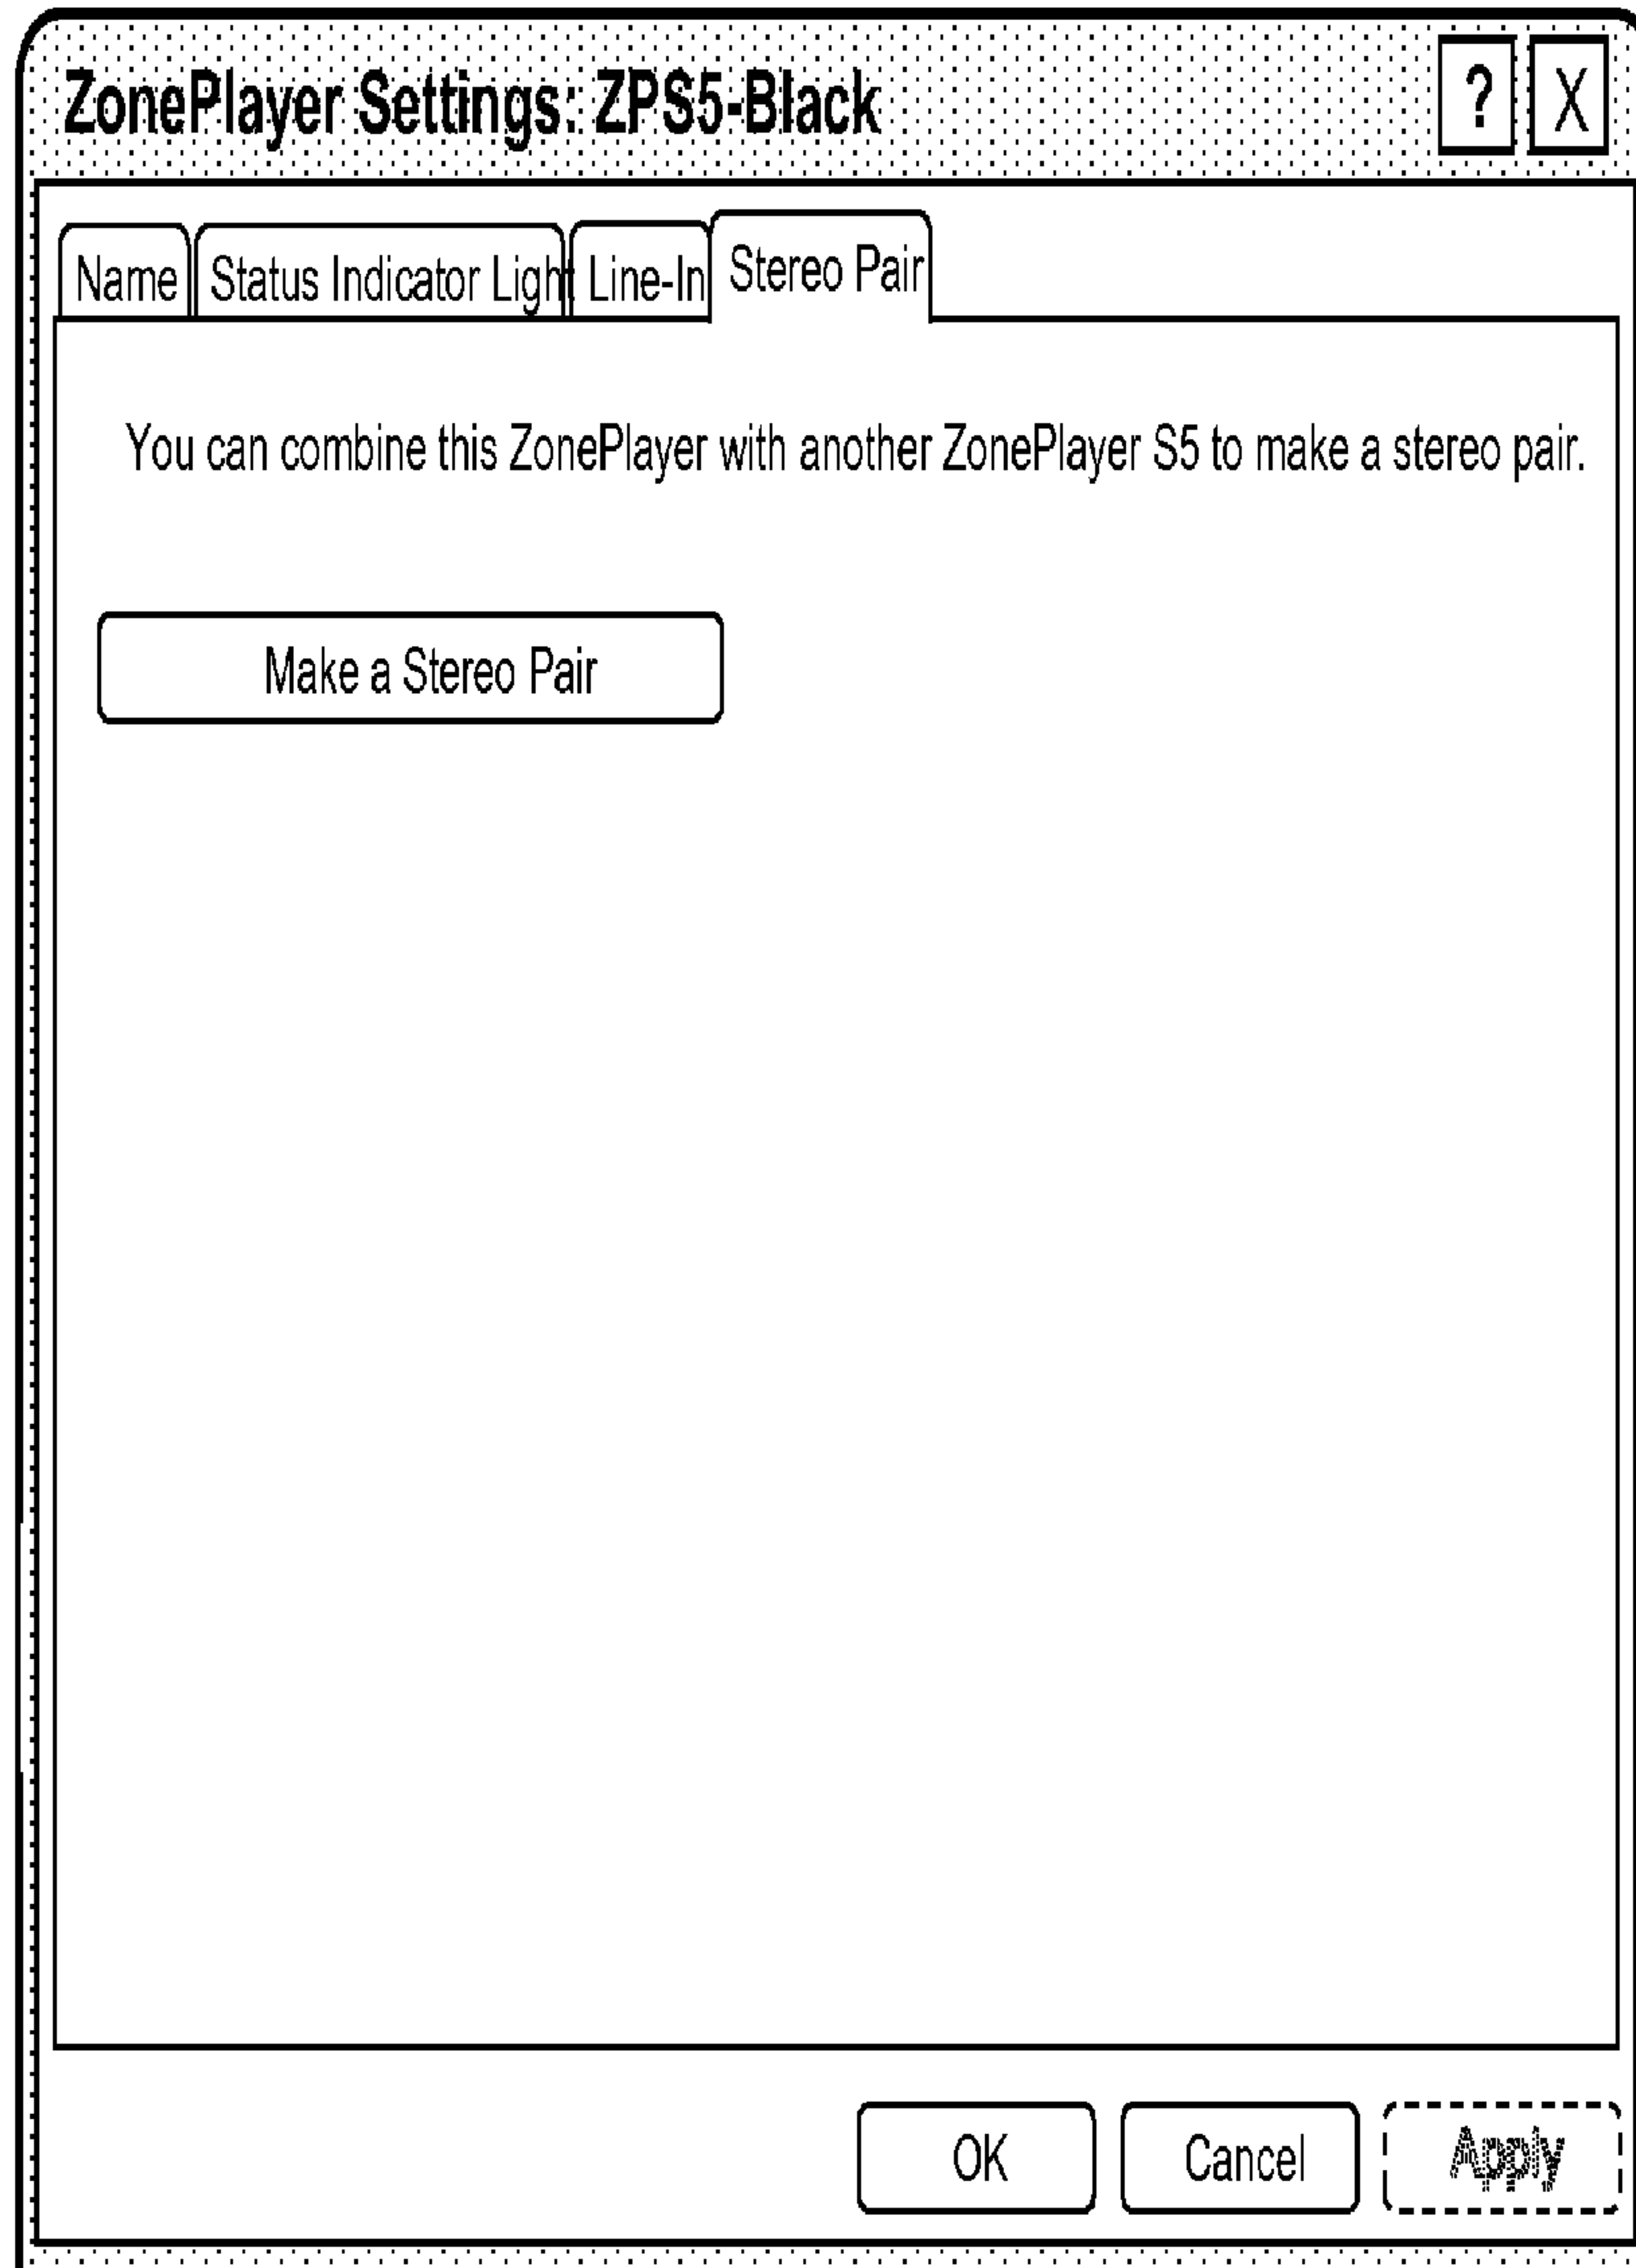 ZonePlayer Settings: ZPS5-Black ? X
Name Status Indicator Light Line-In Stereo Pair
You can combine this ZonePlayer with another ZonePlayer S5 to make a stereo pair.
Make a Stereo Pair
OK Cancel Apply